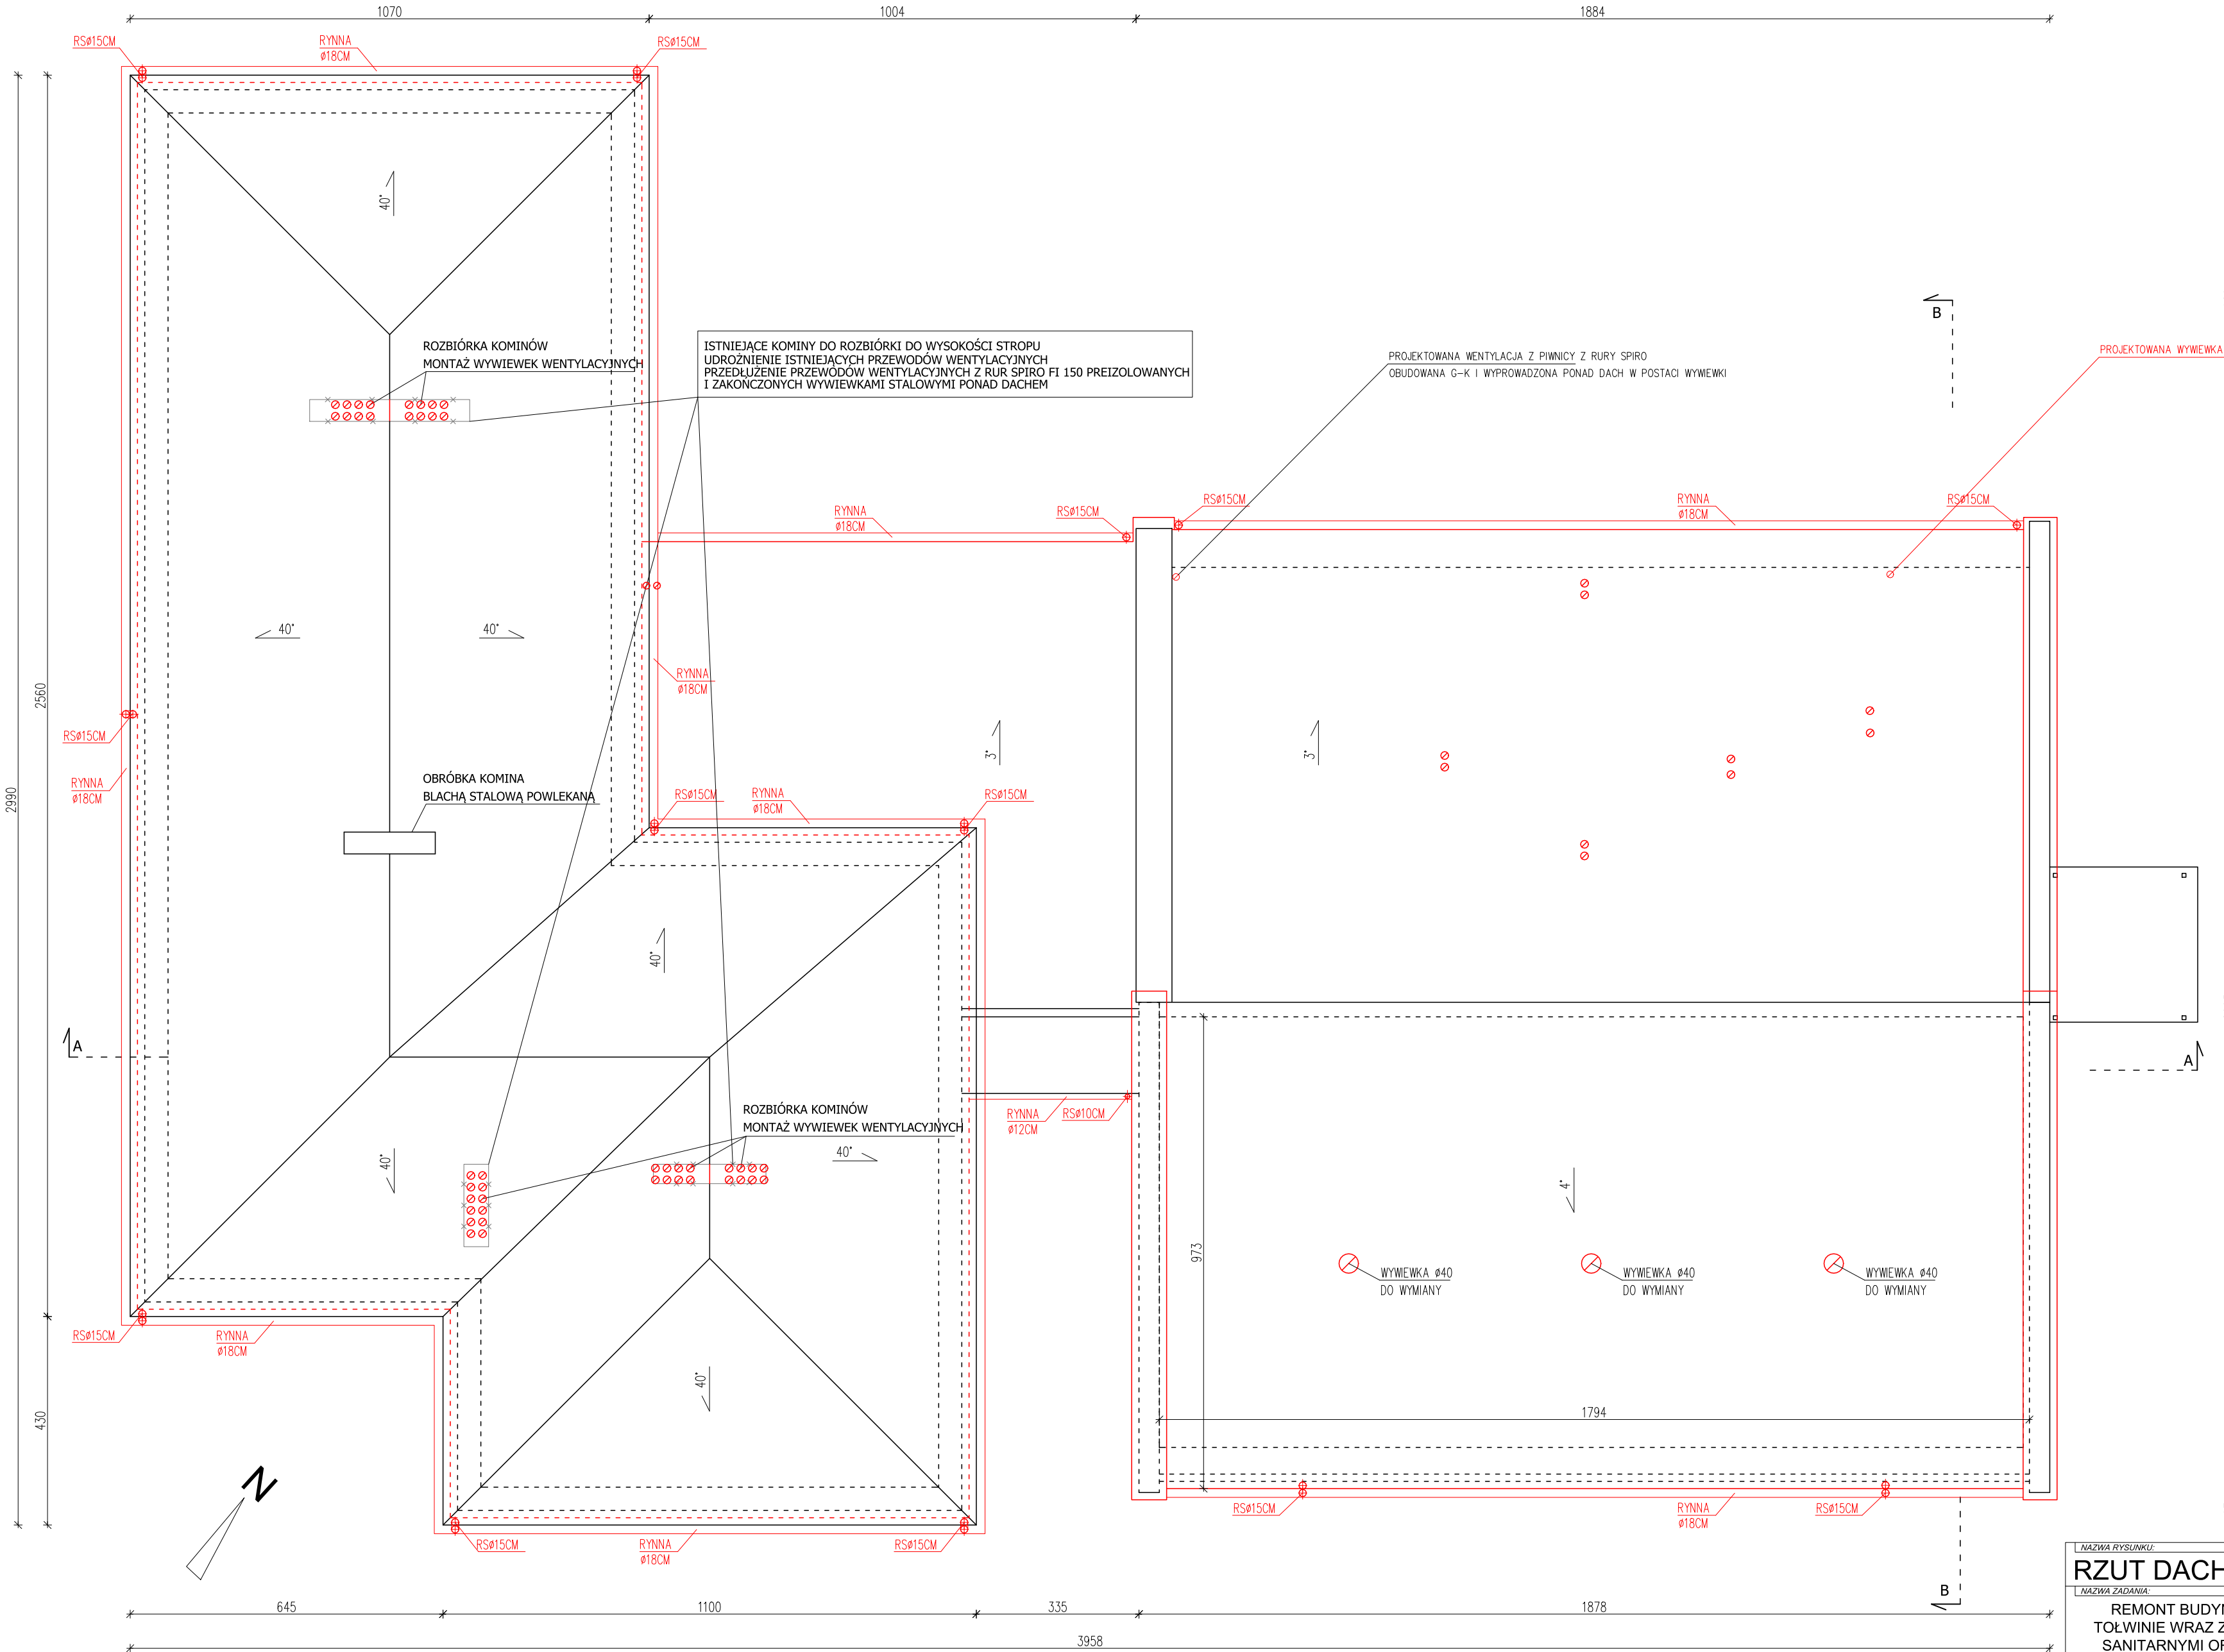 1070
1004
1884
RSø15CM
RYNNA
ø18CM
RSø15CM
40°
B
ROZBIÓRKA KOMINÓW
MONTAŻ WYWIEWEK WENTYLACYJNYCH
ISTNIEJĄCE KOMINY DO ROZBIÓRKI DO WYSOKOŚCI STROPU
UDROŻNIENIE ISTNIEJĄCYCH PRZEWODÓW WENTYLACYJNYCH
PRZEDŁUŻENIE PRZEWODÓW WENTYLACYJNYCH Z RUR SPIRO FI 150 PREIZOLOWANYCH
I ZAKOŃCZONYCH WYWIEWKAMI STALOWYMI PONAD DACHEM
PROJEKTOWANA WENTYLACJA Z PIWNICY Z RURY SPIRO
OBUDOWANA G-K I WYPROWADZONA PONAD DACH W POSTACI WYWIEWKI
PROJEKTOWANA WYWIEWKA
RYNNA
ø18CM
RSø15CM
RSø15CM
RYNNA
ø18CM
RSø15CM
40°
40°
RYNNA
ø18CM
2560
2990
RSø15CM
RYNNA
ø18CM
3°
3°
OBRÓBKA KOMINA
BLACHĄ STALOWĄ POWLEKANĄ
RSø15CM
RYNNA
ø18CM
RSø15CM
40°
A
A
ROZBIÓRKA KOMINÓW
MONTAŻ WYWIEWEK WENTYLACYJNYCH
RYNNA
ø12CM
RSø10CM
40°
40°
4°
973
WYWIEWKA ø40
DO WYMIANY
WYWIEWKA ø40
DO WYMIANY
WYWIEWKA ø40
DO WYMIANY
RSø15CM
RYNNA
ø18CM
40°
430
1794
N
RSø15CM
RYNNA
ø18CM
RSø15CM
RSø15CM
RYNNA
ø18CM
RSø15CM
B
645
1100
335
1878
3958
NAZWA RYSUNKU:
RZUT DACH
NAZWA ZADANIA:
REMONT BUDY
TOŁWINIE WRAZ Z
SANITARNYMI